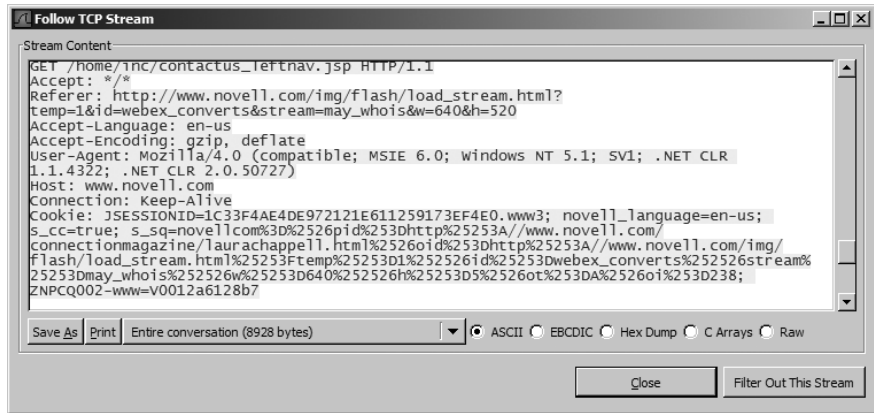 Follow TCP Stream
Stream Content
GET /home/inc/contactus_leftnav.jsp HTTP/1.1
Accept: */*
Referer: http://www.novell.com/img/flash/load_stream.html?
temp=1&id=webex_converts&stream=may_whois&w=640&h=520
Accept-Language: en-us
Accept-Encoding: gzip, deflate
User-Agent: Mozilla/4.0 (compatible; MSIE 6.0; Windows NT 5.1; SV1; .NET CLR
1.1.4322; .NET CLR 2.0.50727)
Host: www.novell.com
Connection: Keep-Alive
Cookie: JSESSIONID=1C33F4AE4DE972121E611259173EF4E0.www3; novell_language=en-us;
s_cc=true; s_sq=novellcom%3D%2526pid%253Dhttp%25253A//www.novell.com/
connectionmagazine/laurachappell.html%2526oid%253Dhttp%25253A//www.novell.com/img/
flash/load_stream.html%25253Ftemp%25253D1%252526id%25253Dwebex_converts%252526stream%
25253Dmay_whois%252526w%25253D640%252526h%25253D5%2526ot%253DA%2526oi%253D238;
ZNPCQ002-www=V0012a6128b7
Save As Print Entire conversation (8928 bytes) ASCII EBCDIC Hex Dump C Arrays Raw
Close Filter Out This Stream